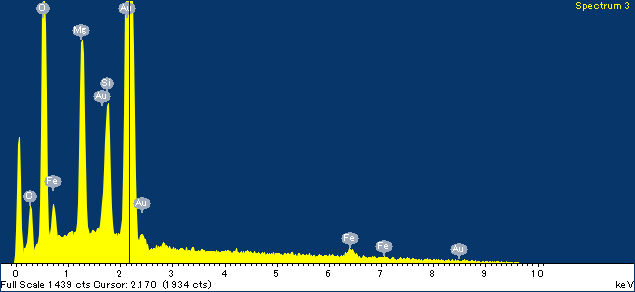 Spectrum 3
O Au
Mg
Si
Au
Fe
C Au
Fe Fe Au
0 1 2 3 4 5 6 7 8 9 10
Full Scale 1439 cts Cursor: 2.170 (1934 cts) keV